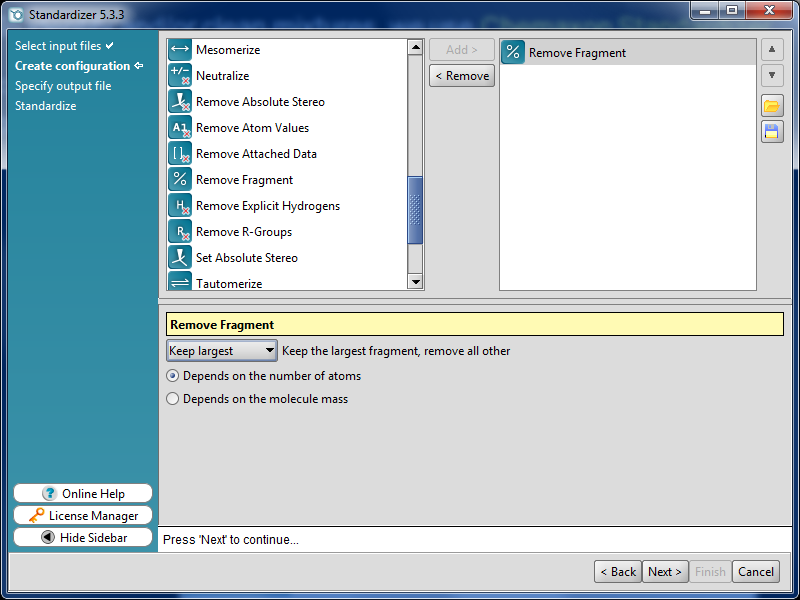 Standardizer 5.3.3
Select input files
Create configuration
Specify output file
Standardize
Mesomerize
Neutralize
Remove Absolute Stereo
Remove Atom Values
Remove Attached Data
Remove Fragment
Remove Explicit Hydrogens
Remove R-Groups
Set Absolute Stereo
Tautomerize
Add >
< Remove
Remove Fragment
Remove Fragment
Keep largest Keep the largest fragment, remove all other
Depends on the number of atoms
Depends on the molecule mass
Online Help
License Manager
Hide Sidebar
Press 'Next' to continue...
< Back Next > Finish Cancel